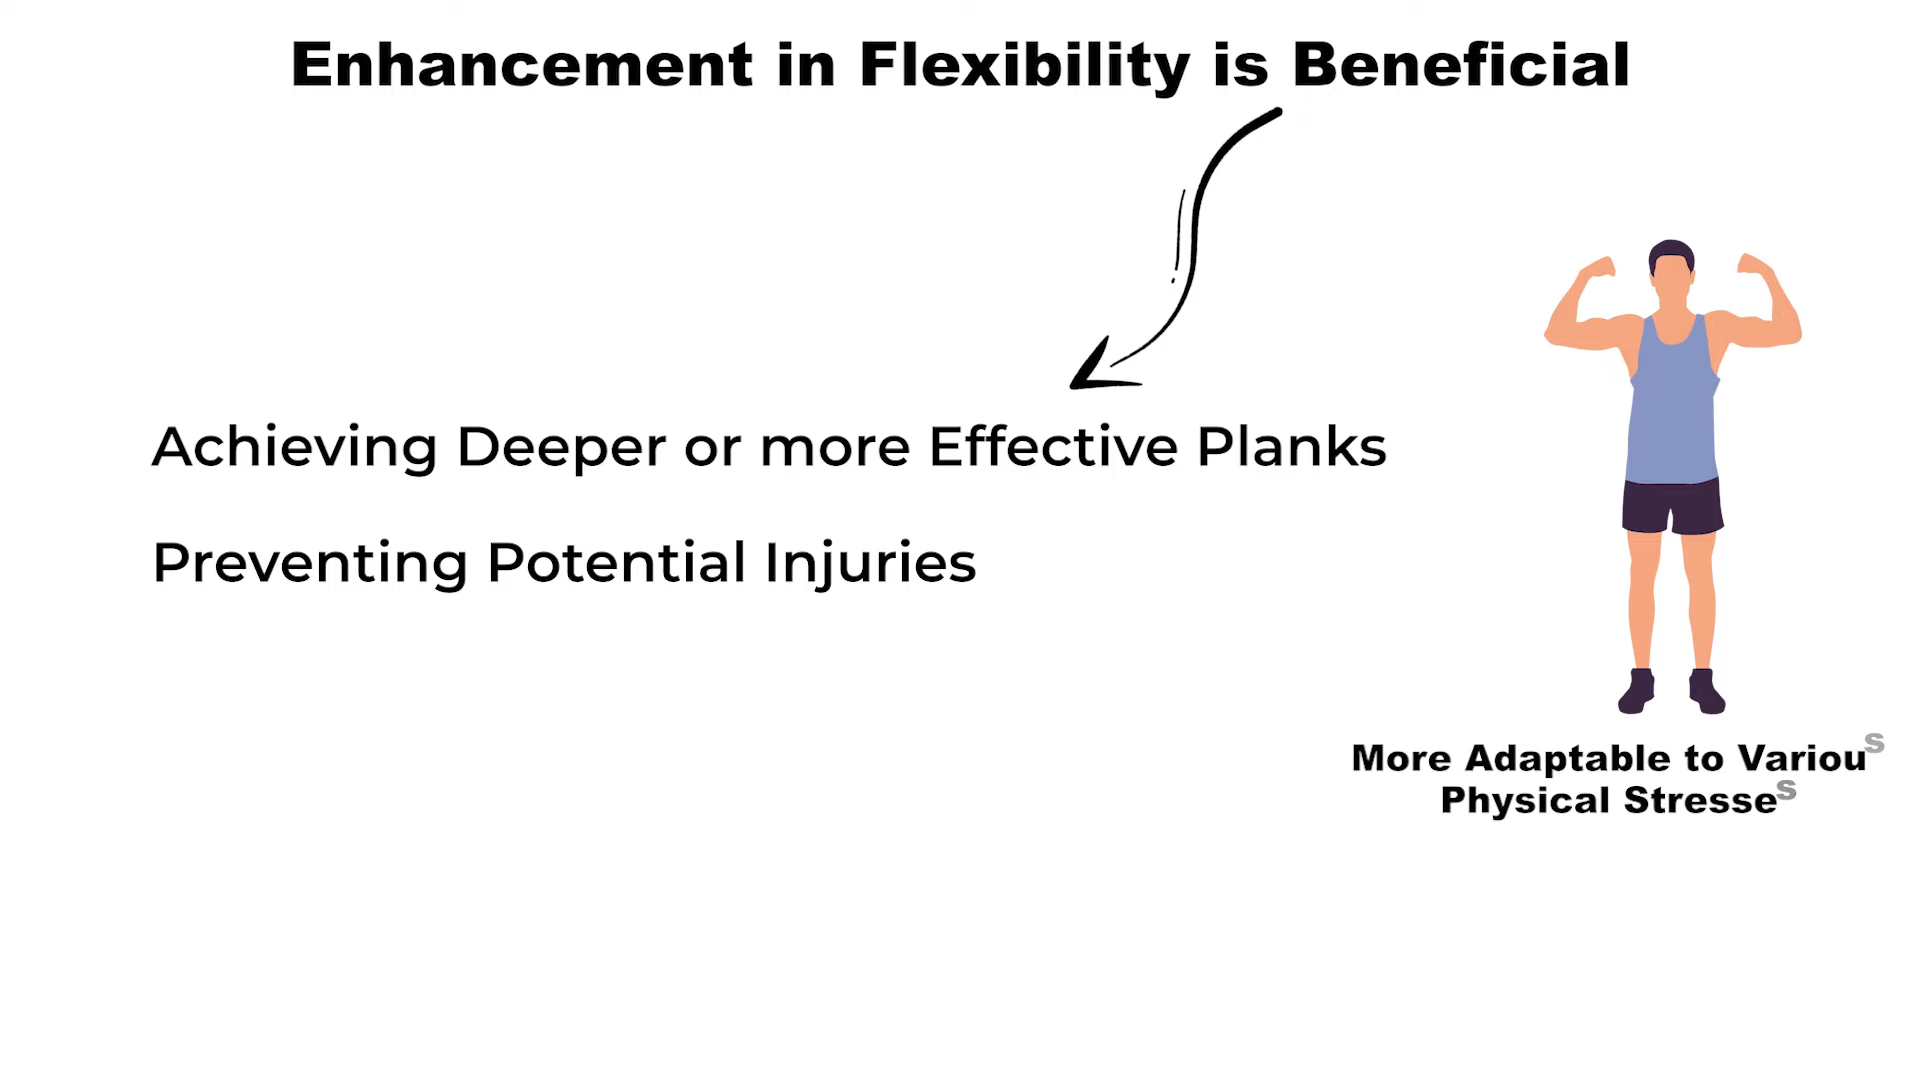 Enhancement in Flexibility is Beneficial
Achieving Deeper or more Effective Planks
Preventing Potential Injuries
More Adaptable to Various
Physical Stresses